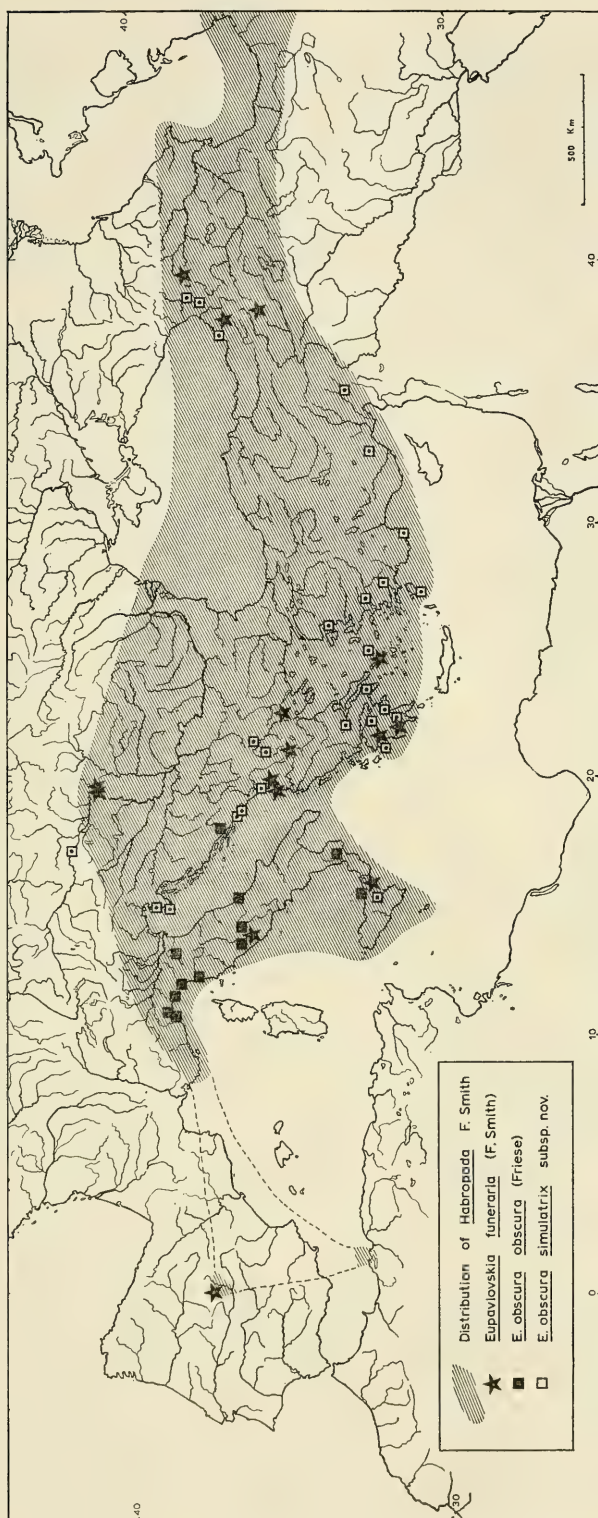 Distribution of Habropoda F. Smith
Eupavlovskia funeraria (F. Smith)
E. obscura obscura (Friese)
E. obscura simulatrix subsp. nov.
40
30
500 Km
40
30
20
10
0
40
30